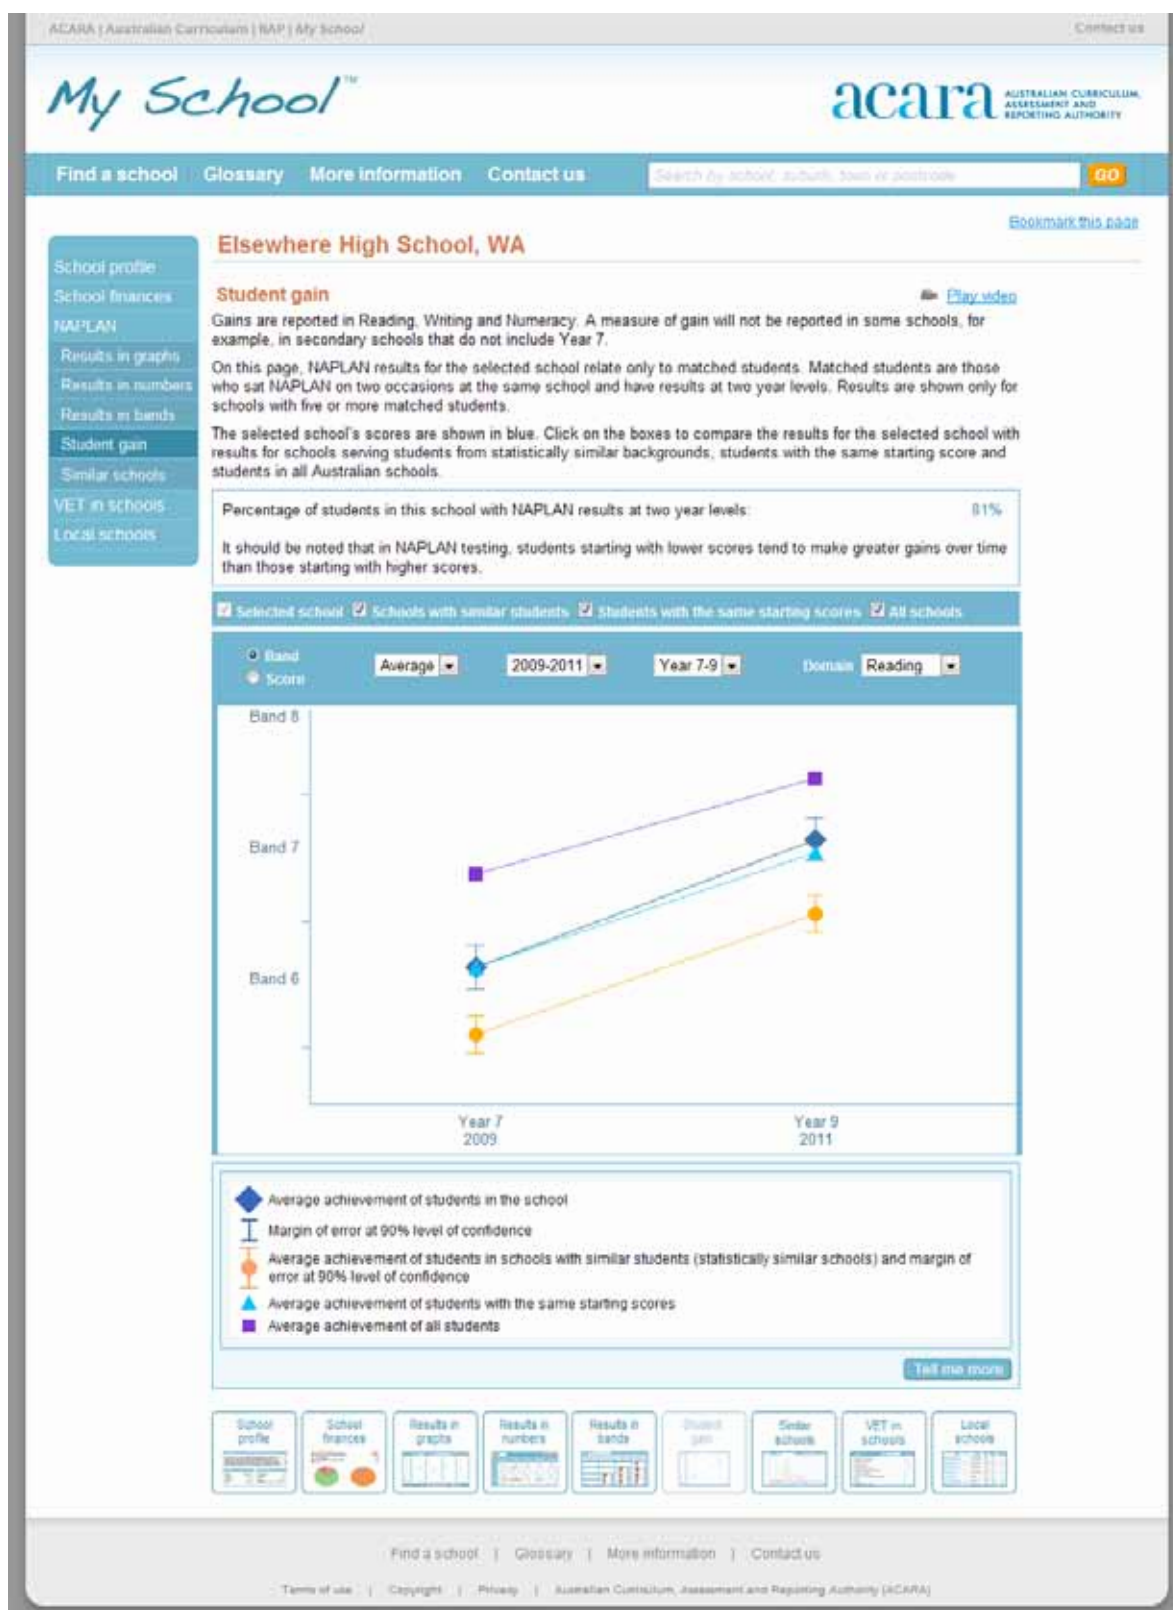 ACARA | Australian Curriculum | NAP | My School
Contact us
My School™
acara
AUSTRALIAN CURRICULUM,
ASSESSMENT AND
REPORTING AUTHORITY
Find a school Glossary More information Contact us
Search by school, suburb, town or postcode
GO
Bookmark this page
Elsewhere High School, WA
School profile
School finances
NAPLAN
Results in graphs
Results in numbers
Results in bands
Student gain
Similar schools
VET in schools
Local schools
Student gain
Play video
Gains are reported in Reading, Writing and Numeracy. A measure of gain will not be reported in some schools, for
example, in secondary schools that do not include Year 7.
On this page, NAPLAN results for the selected school relate only to matched students. Matched students are those
who sat NAPLAN on two occasions at the same school and have results at two year levels. Results are shown only for
schools with five or more matched students.
The selected school's scores are shown in blue. Click on the boxes to compare the results for the selected school with
results for schools serving students from statistically similar backgrounds, students with the same starting score and
students in all Australian schools.
Percentage of students in this school with NAPLAN results at two year levels: 81%
It should be noted that in NAPLAN testing, students starting with lower scores tend to make greater gains over time
than those starting with higher scores.
Selected school Schools with similar students Students with the same starting scores All schools
Band
Score
Average
2009-2011
Year 7-9
Domain Reading
Band 8
Band 7
Band 6
Year 7
2009
Year 9
2011
Average achievement of students in the school
Margin of error at 90% level of confidence
Average achievement of students in schools with similar students (statistically similar schools) and margin of
error at 90% level of confidence
Average achievement of students with the same starting scores
Average achievement of all students
Tell me more
School
profile
School
finances
Results in
graphs
Results in
numbers
Results in
bands
Student
gain
Similar
schools
VET in
schools
Local
schools
Find a school | Glossary | More information | Contact us
Terms of use | Copyright | Privacy | Australian Curriculum, Assessment and Reporting Authority (ACARA)